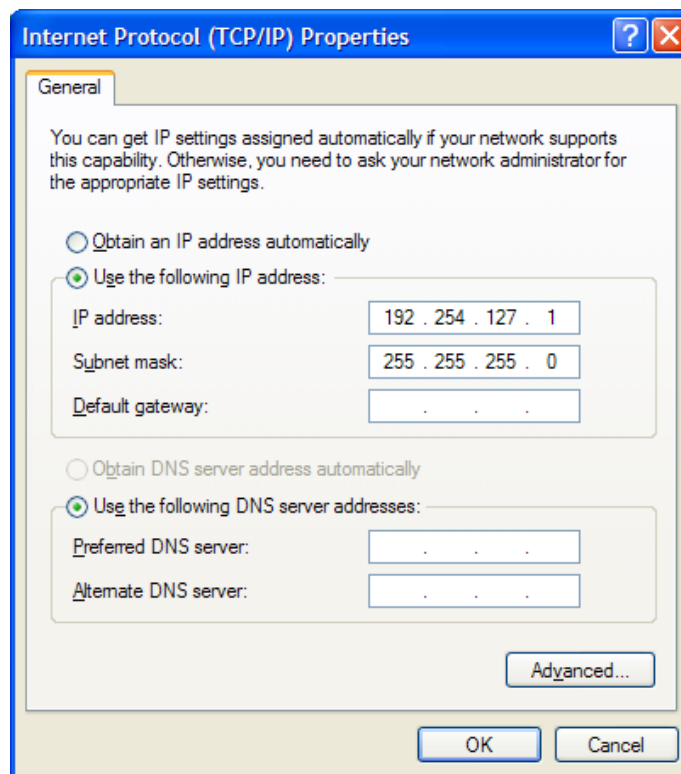 Internet Protocol (TCP/IP) Properties
General
You can get IP settings assigned automatically if your network supports
this capability. Otherwise, you need to ask your network administrator for
the appropriate IP settings.
Obtain an IP address automatically
Use the following IP address:
IP address: 192 . 254 . 127 . 1
Subnet mask: 255 . 255 . 255 . 0
Default gateway: . . .
Obtain DNS server address automatically
Use the following DNS server addresses:
Preferred DNS server: . . .
Alternate DNS server: . . .
Advanced...
OK Cancel